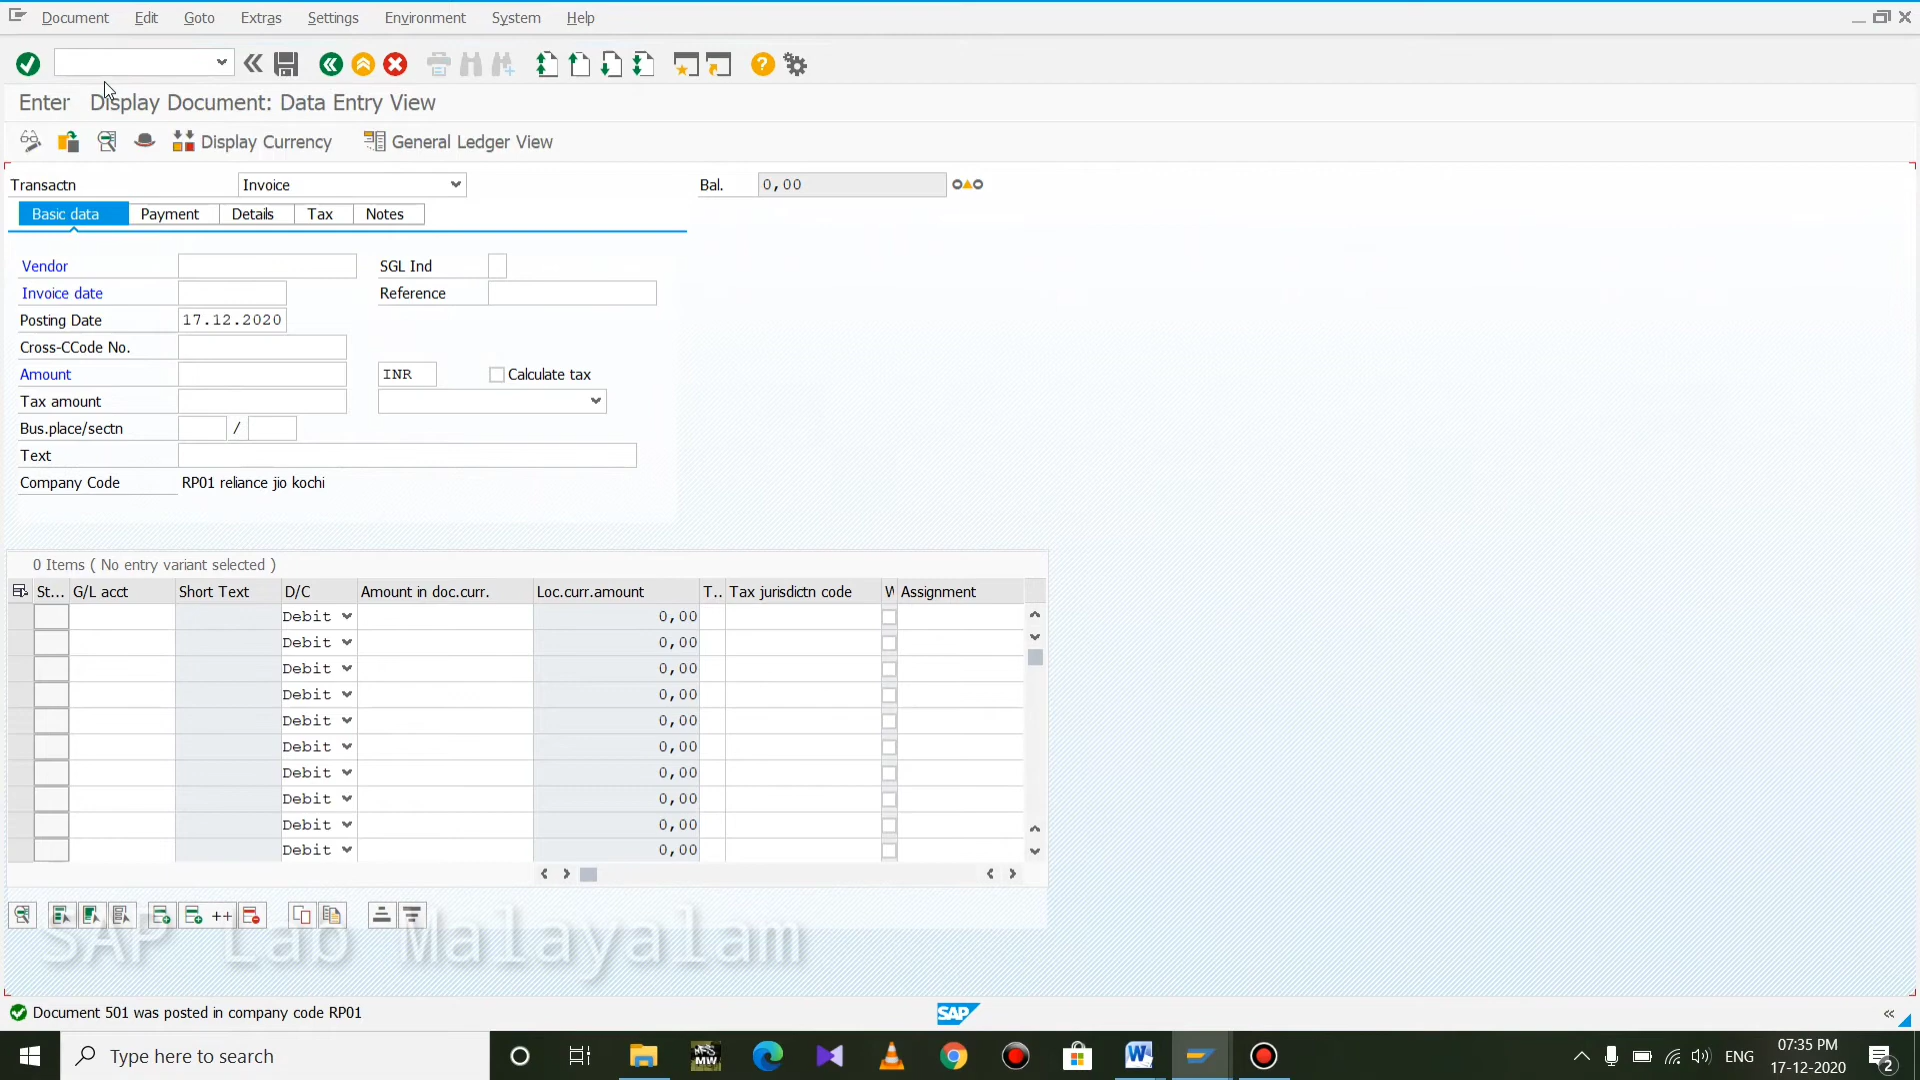 Document Edit Goto Extras Settings Environment System Help
Enter Display Document: Data Entry View
Display Currency General Ledger View
Transactn Invoice Bal. 0,00
Basic data Payment Details Tax Notes
Vendor SGL Ind
Invoice date Reference
Posting Date 17.12.2020
Cross-CCode No.
Amount INR Calculate tax
Tax amount
Bus.place/sectn /
Text
Company Code RP01 reliance jio kochi
0 Items ( No entry variant selected )
St... G/L acct Short Text D/C Amount in doc.curr. Loc.curr.amount T.. Tax jurisdictn code W Assignment
Debit 0,00
Debit 0,00
Debit 0,00
Debit 0,00
Debit 0,00
Debit 0,00
Debit 0,00
Debit 0,00
Debit 0,00
Debit 0,00
SAP Lab Malayalam
Document 501 was posted in company code RP01
SAP
Type here to search
MW
ENG
07:35 PM
17-12-2020
2